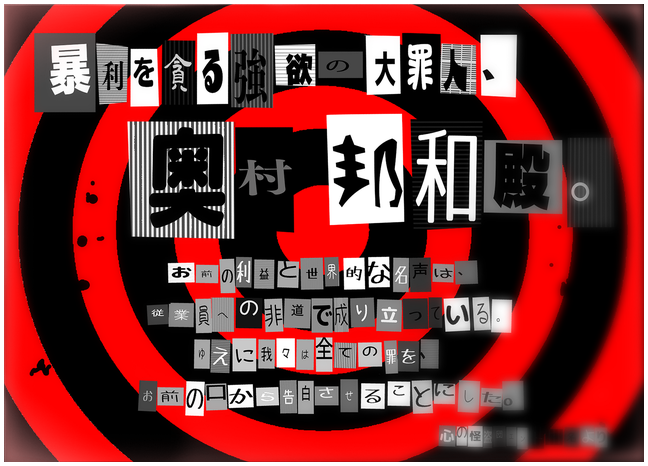 暴利を貪る強欲の大罪人、
奥村邦和殿。
お前の利益と世界的な名声は、
従業員への非道で成り立っている。
ゆえに我々は全ての罪を、
お前の口から告白させることにした。
心の怪